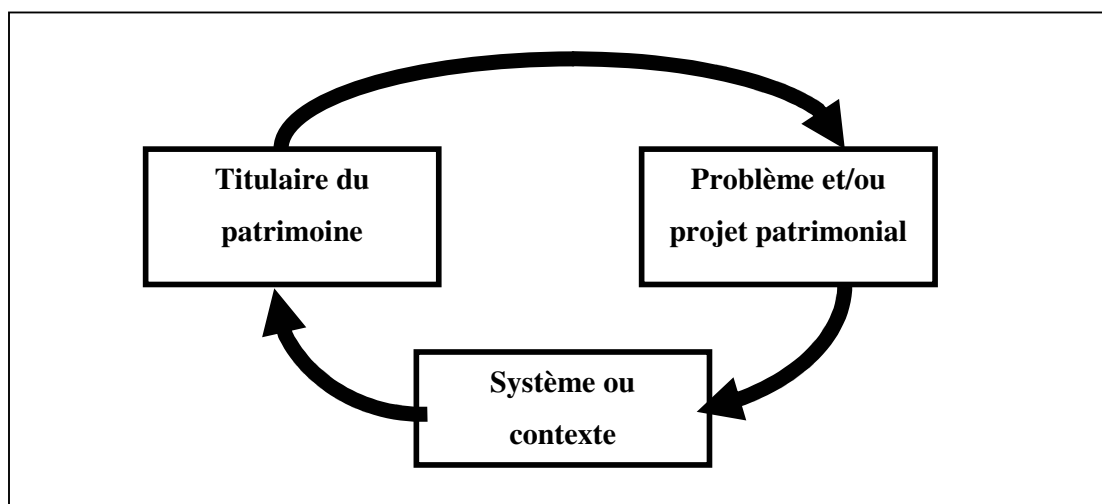 Titulaire du
patrimoine
Problème et/ou
projet patrimonial
Système ou
contexte